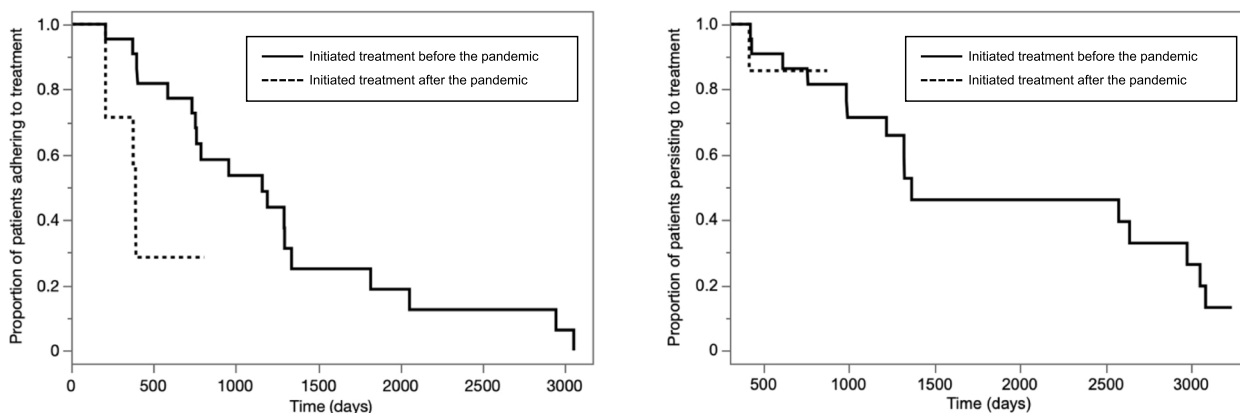 Proportion of patients adhering to treatment
1.0
0.8
0.6
0.4
0.2
0
Initiated treatment before the pandemic
Initiated treatment after the pandemic
0 500 1000 1500 2000 2500 3000
Time (days)
Proportion of patients persisting to treatment
1.0
0.8
0.6
0.4
0.2
0
Initiated treatment before the pandemic
Initiated treatment after the pandemic
500 1000 1500 2000 2500 3000
Time (days)